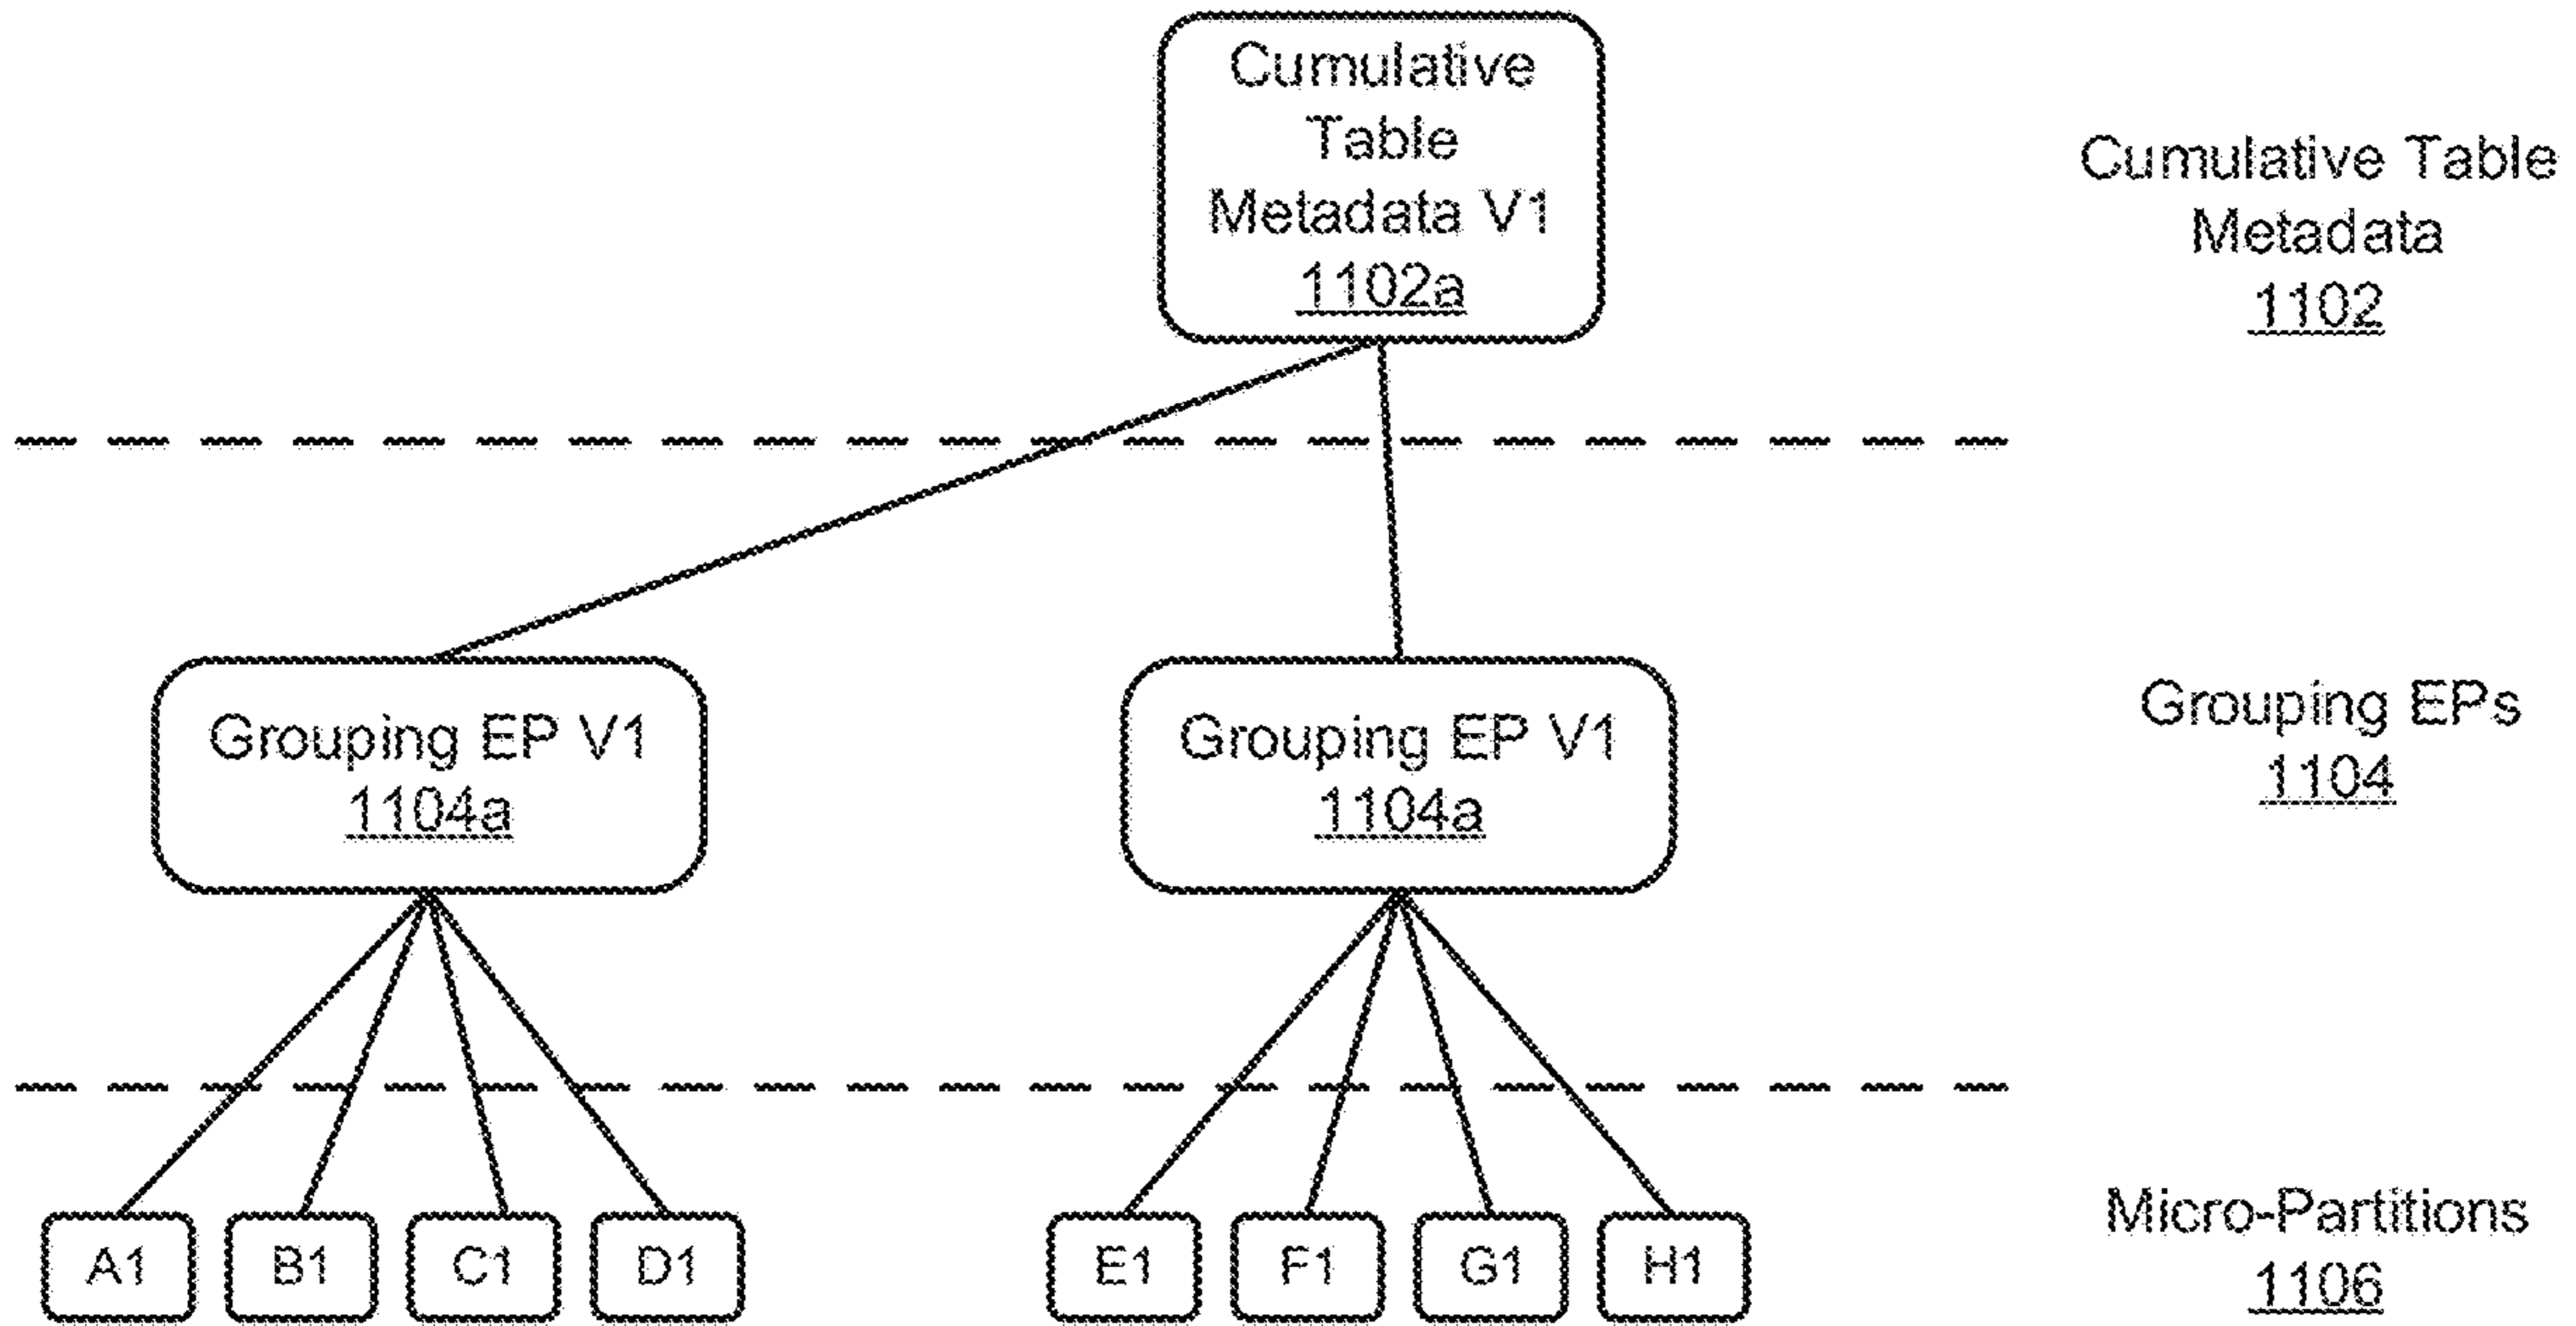 Cumulative
Table
Metadata V1
1102a
Cumulative Table
Metadata
1102
Grouping EP V1
1104a
Grouping EP V1
1104a
Grouping EPs
1104
A1
B1
C1
D1
E1
F1
G1
H1
Micro-Partitions
1106